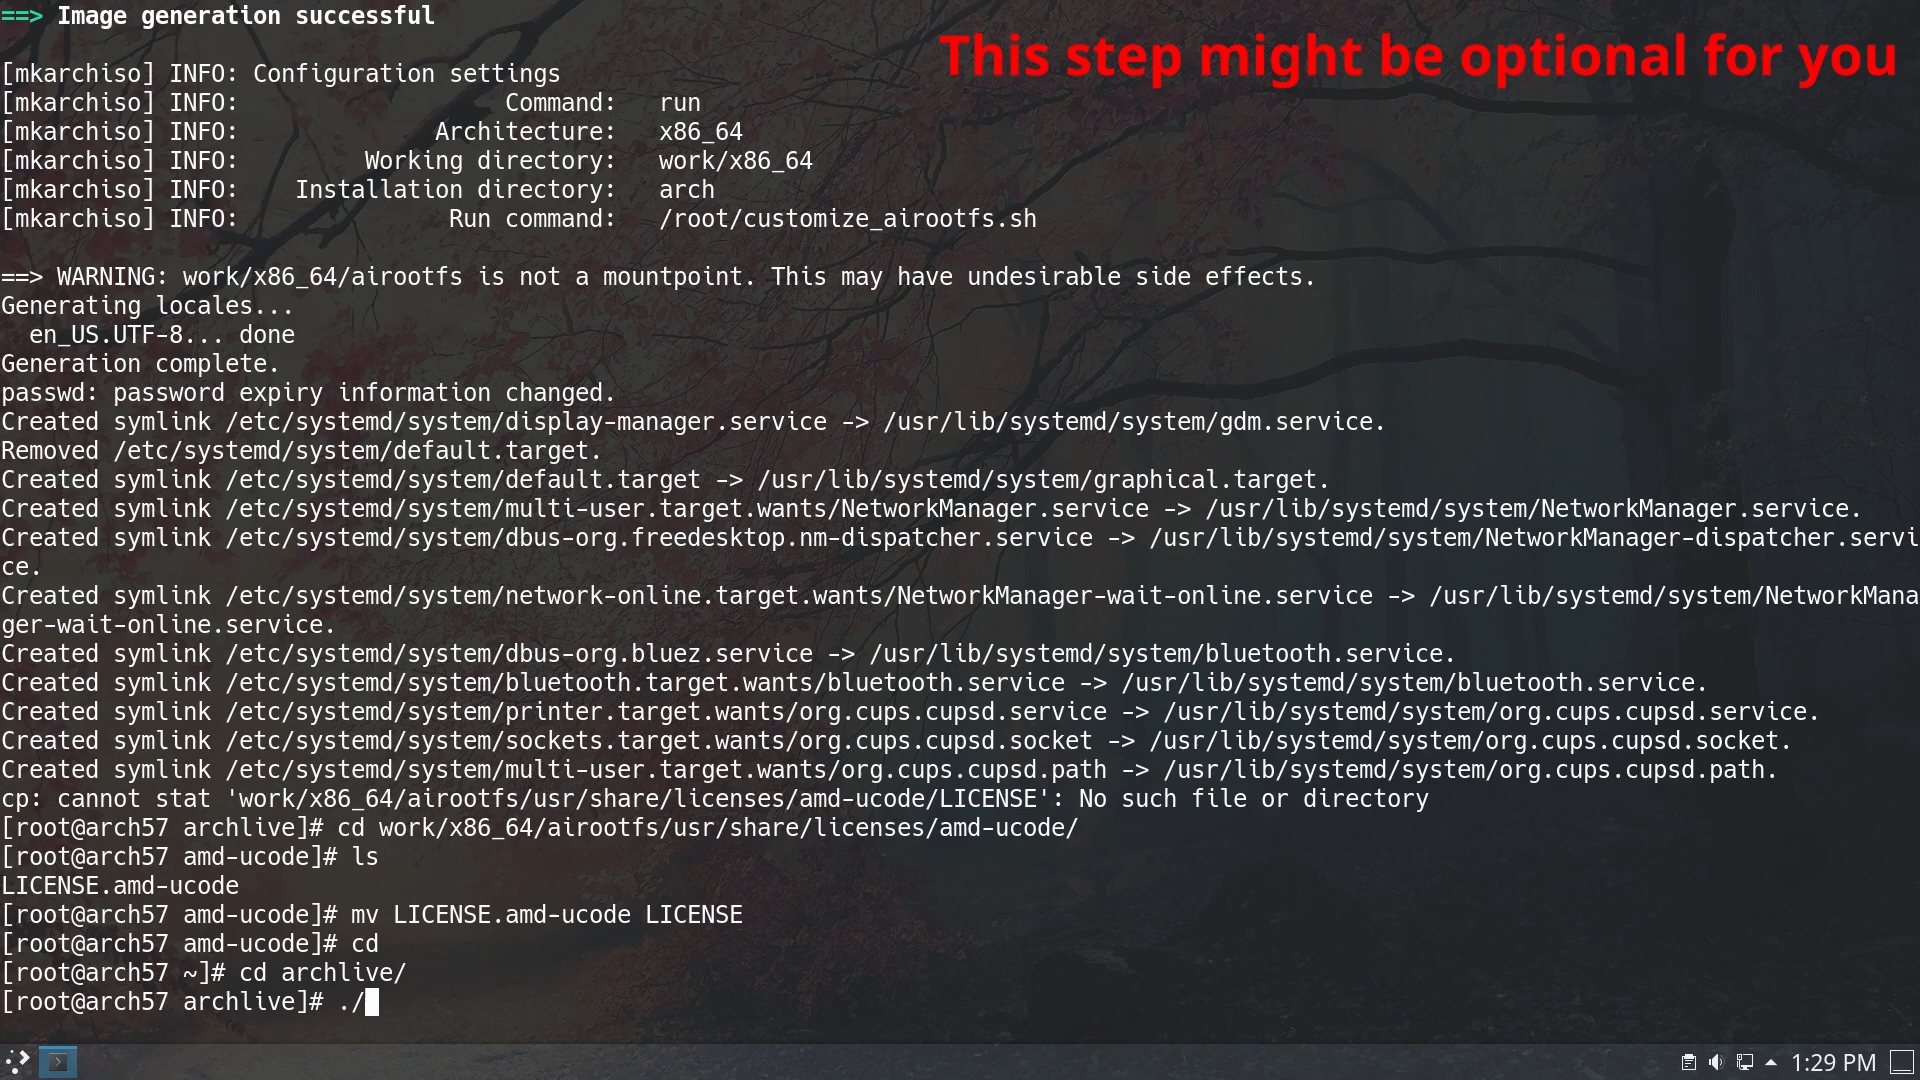 ==> Image generation successful
This step might be optional for you
[mkarchiso] INFO: Configuration settings
[mkarchiso] INFO:                   Command:   run
[mkarchiso] INFO:              Architecture:   x86_64
[mkarchiso] INFO:         Working directory:   work/x86_64
[mkarchiso] INFO:    Installation directory:   arch
[mkarchiso] INFO:               Run command:   /root/customize_airootfs.sh
==> WARNING: work/x86_64/airootfs is not a mountpoint. This may have undesirable side effects.
Generating locales...
  en_US.UTF-8... done
Generation complete.
passwd: password expiry information changed.
Created symlink /etc/systemd/system/display-manager.service -> /usr/lib/systemd/system/gdm.service.
Removed /etc/systemd/system/default.target.
Created symlink /etc/systemd/system/default.target -> /usr/lib/systemd/system/graphical.target.
Created symlink /etc/systemd/system/multi-user.target.wants/NetworkManager.service -> /usr/lib/systemd/system/NetworkManager.service.
Created symlink /etc/systemd/system/dbus-org.freedesktop.nm-dispatcher.service -> /usr/lib/systemd/system/NetworkManager-dispatcher.servi
ce.
Created symlink /etc/systemd/system/network-online.target.wants/NetworkManager-wait-online.service -> /usr/lib/systemd/system/NetworkMana
ger-wait-online.service.
Created symlink /etc/systemd/system/dbus-org.bluez.service -> /usr/lib/systemd/system/bluetooth.service.
Created symlink /etc/systemd/system/bluetooth.target.wants/bluetooth.service -> /usr/lib/systemd/system/bluetooth.service.
Created symlink /etc/systemd/system/printer.target.wants/org.cups.cupsd.service -> /usr/lib/systemd/system/org.cups.cupsd.service.
Created symlink /etc/systemd/system/sockets.target.wants/org.cups.cupsd.socket -> /usr/lib/systemd/system/org.cups.cupsd.socket.
Created symlink /etc/systemd/system/multi-user.target.wants/org.cups.cupsd.path -> /usr/lib/systemd/system/org.cups.cupsd.path.
cp: cannot stat 'work/x86_64/airootfs/usr/share/licenses/amd-ucode/LICENSE': No such file or directory
[root@arch57 archlive]# cd work/x86_64/airootfs/usr/share/licenses/amd-ucode/
[root@arch57 amd-ucode]# ls
LICENSE.amd-ucode
[root@arch57 amd-ucode]# mv LICENSE.amd-ucode LICENSE
[root@arch57 amd-ucode]# cd
[root@arch57 ~]# cd archlive/
[root@arch57 archlive]# ./
1:29 PM